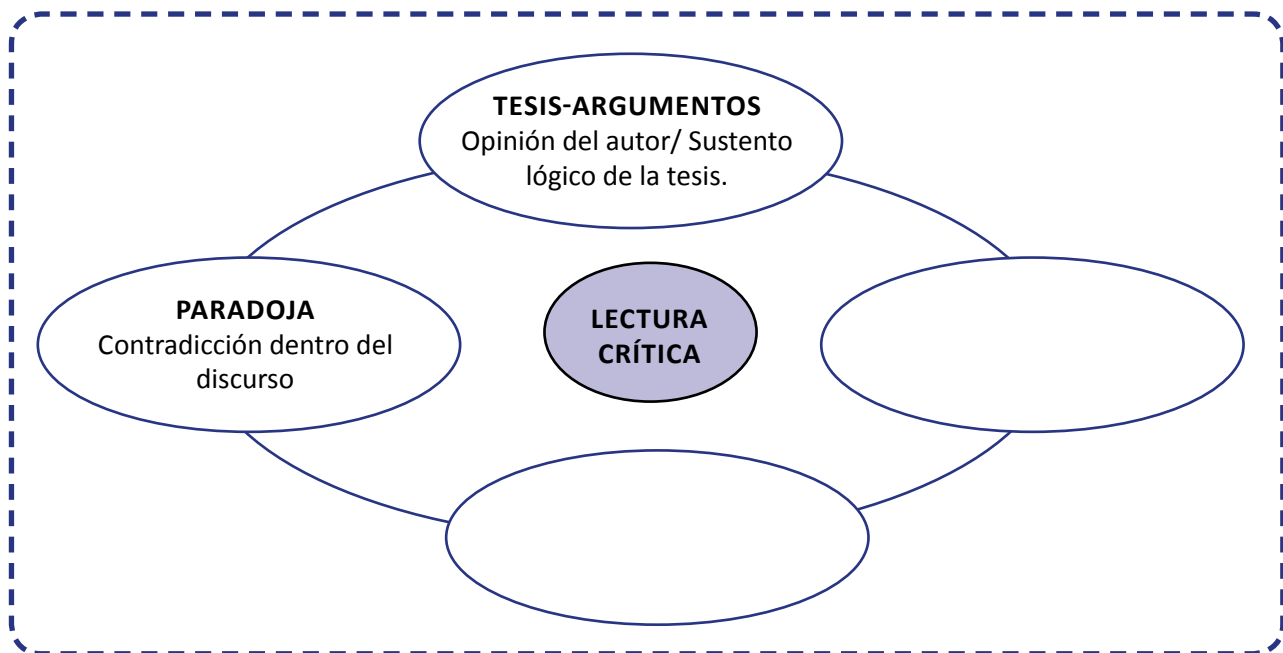 TESIS-ARGUMENTOS
Opinión del autor/ Sustento
lógico de la tesis.
PARADOJA
Contradicción dentro del
discurso
LECTURA
CRÍTICA